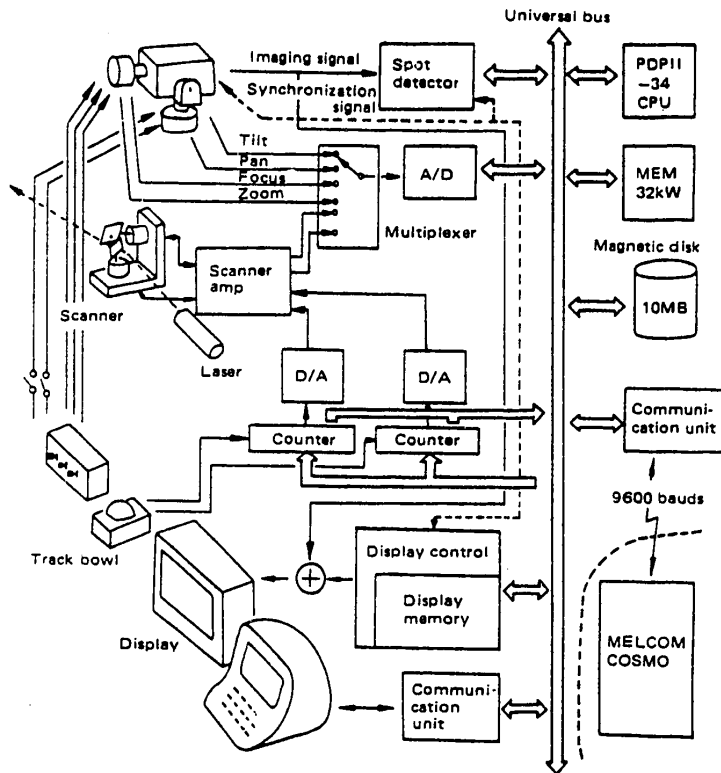 Universal bus
Imaging signal
Synchronization
signal
Spot
detector
PDP11
-34
CPU
Tilt
Pan
Focus
Zoom
A/D
Multiplexer
MEM
32kW
Magnetic disk
10MB
Scanner
amp
Scanner
Laser
D/A
D/A
Counter
Counter
Communication
unit
9600 bauds
Track bowl
Display control
Display
memory
Display
MELCOM
COSMO
Communi-
cation
unit